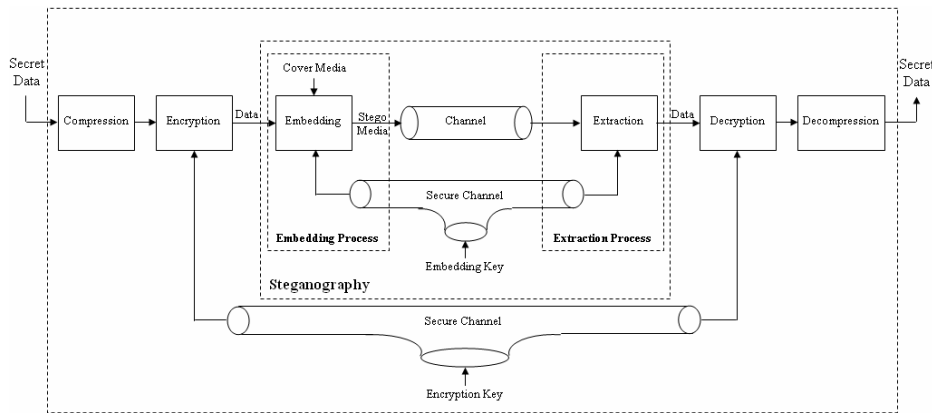 Secret
Data
Compression
Encryption
Data
Cover Media
Embedding
Stego
Media
Channel
Extraction
Data
Decryption
Decompression
Secret
Data
Secure Channel
Embedding Process
Extraction Process
Embedding Key
Steganography
Secure Channel
Encryption Key